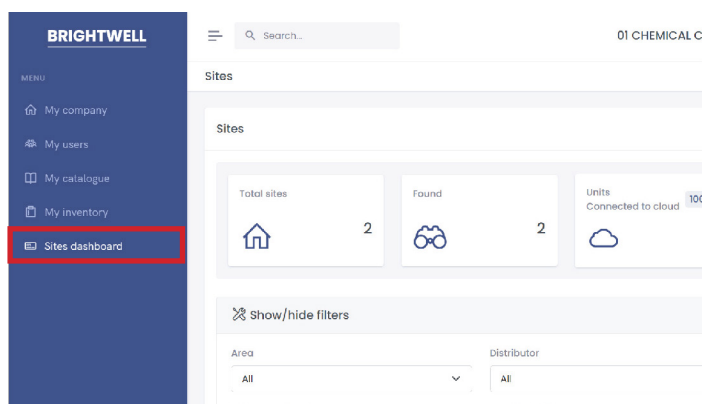 BRIGHTWELL
Search...
01 CHEMICAL C
MENU
Sites
My company
My users
My catalogue
My inventory
Sites dashboard
Sites
Total sites
2
Found
2
Units
Connected to cloud
100
Show/hide filters
Area
All
Distributor
All